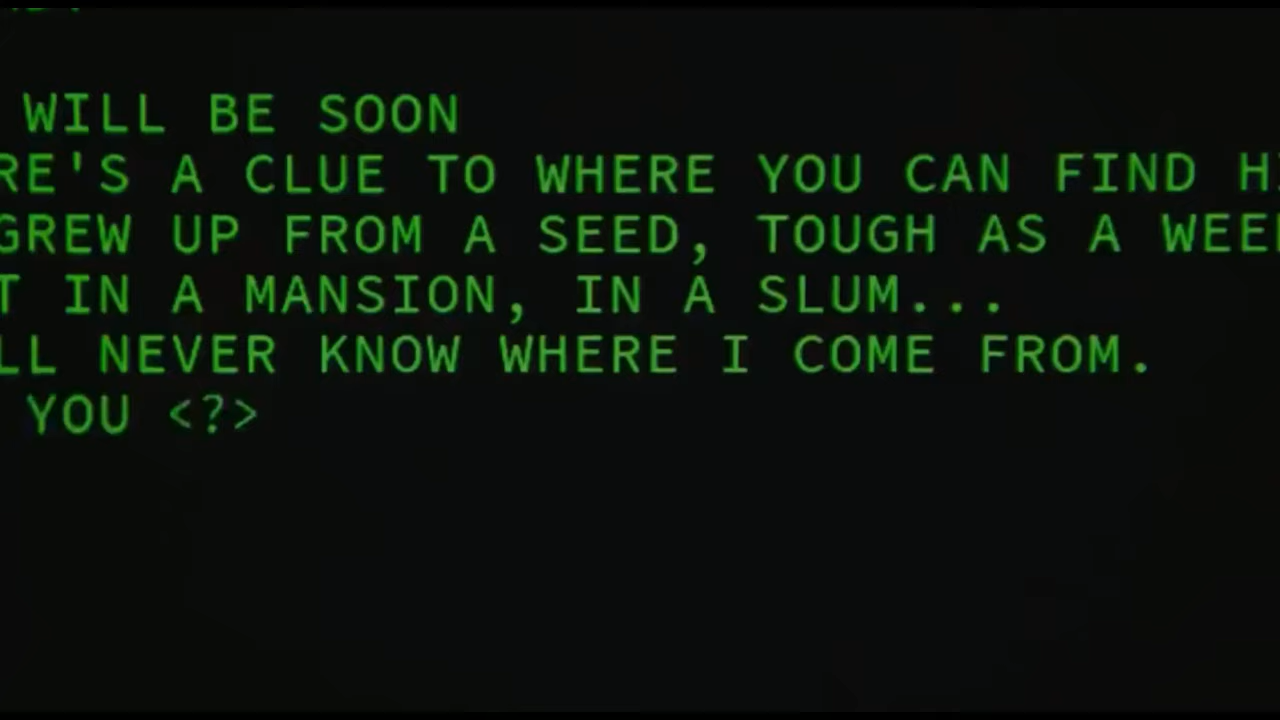 WILL BE SOON
RE'S A CLUE TO WHERE YOU CAN FIND H
GREW UP FROM A SEED, TOUGH AS A WEE
T IN A MANSION, IN A SLUM...
LL NEVER KNOW WHERE I COME FROM.
YOU <?>